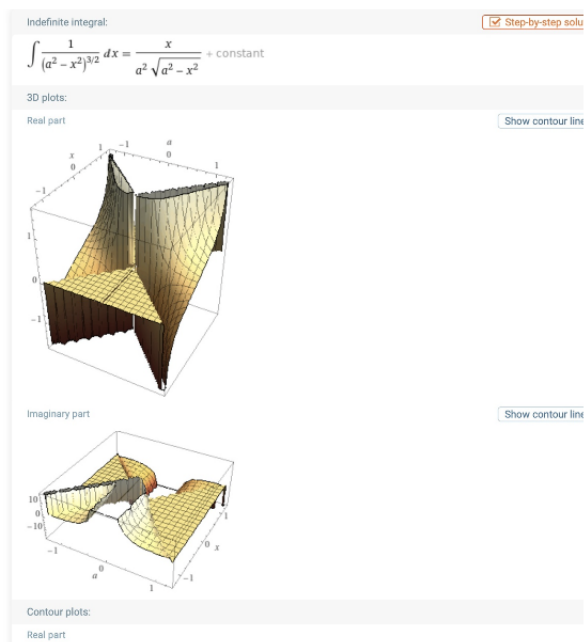 Indefinite integral:
Step-by-step solu
∫ 1/(a² − x²)^(3/2) dx = x/(a² √(a² − x²)) + constant
3D plots:
Real part
Show contour line
x
1
-1
a
0
0
1
-1
1
0
-1
Imaginary part
Show contour line
10
0
-10
-1
a
0
1
1
0
x
-1
Contour plots:
Real part